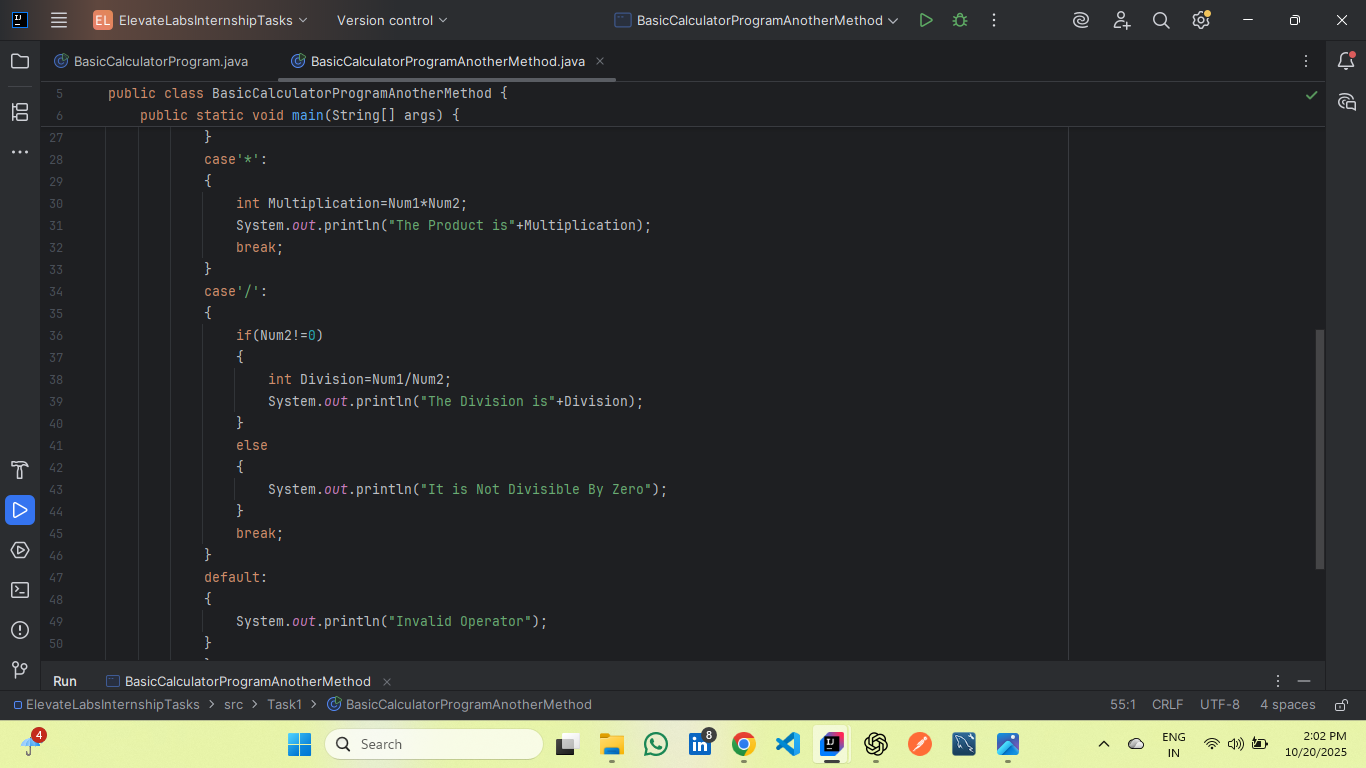 EL ElevateLabsInternshipTasks Version control BasicCalculatorProgramAnotherMethod
BasicCalculatorProgram.java BasicCalculatorProgramAnotherMethod.java
5 public class BasicCalculatorProgramAnotherMethod {
6 public static void main(String[] args) {
27 }
28 case'*':
29 {
30 int Multiplication=Num1*Num2;
31 System.out.println("The Product is"+Multiplication);
32 break;
33 }
34 case'/':
35 {
36 if(Num2!=0)
37 {
38 int Division=Num1/Num2;
39 System.out.println("The Division is"+Division);
40 }
41 else
42 {
43 System.out.println("It is Not Divisible By Zero");
44 }
45 break;
46 }
47 default:
48 {
49 System.out.println("Invalid Operator");
50 }
Run BasicCalculatorProgramAnotherMethod
ElevateLabsInternshipTasks > src > Task1 > BasicCalculatorProgramAnotherMethod 55:1 CRLF UTF-8 4 spaces
4 Search 8 ENG IN 2:02 PM 10/20/2025